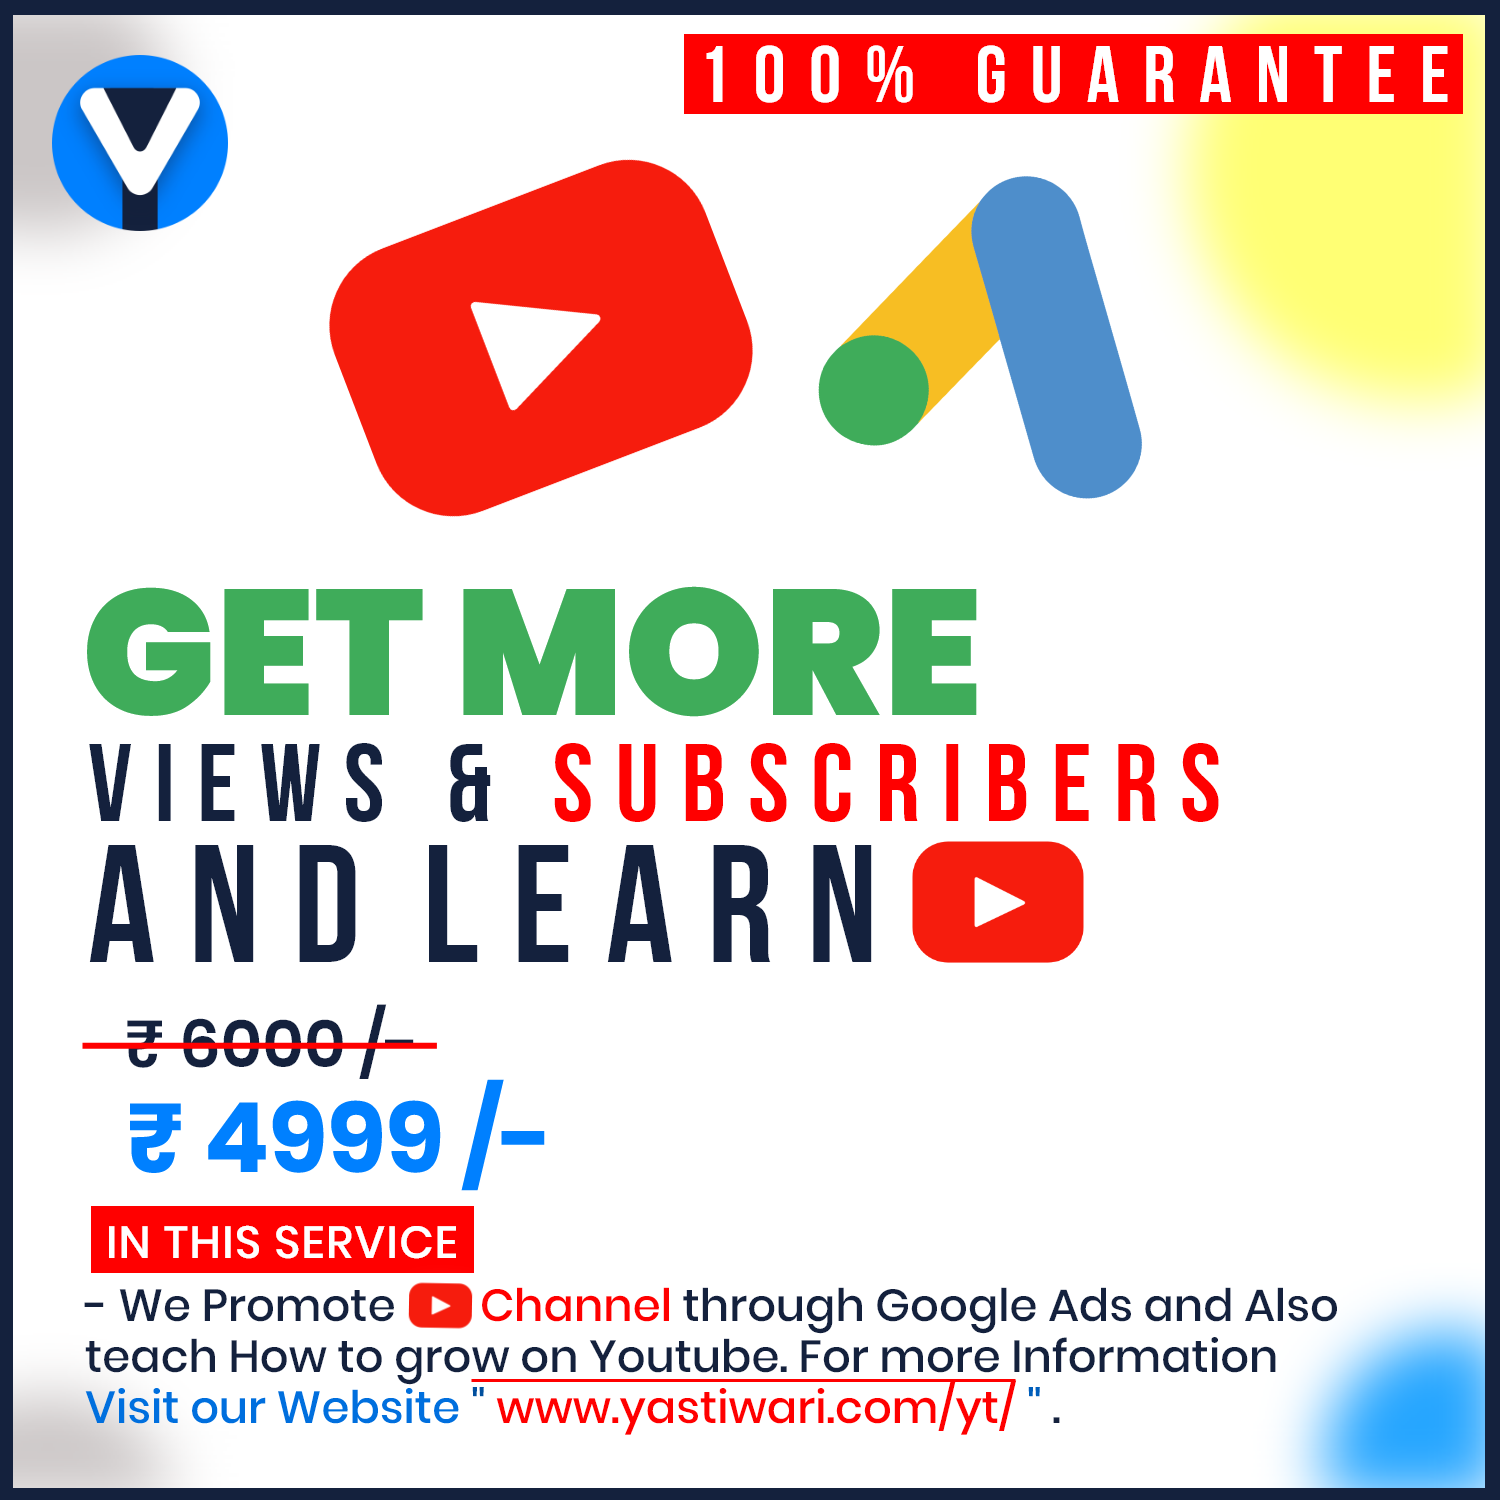 100% GUARANTEE
GET MORE
VIEWS & SUBSCRIBERS
AND LEARN
₹ 6000 /-
₹ 4999 /-
IN THIS SERVICE
- We Promote Channel through Google Ads and Also
teach How to grow on Youtube. For more Information
Visit our Website " www.yastiwari.com/yt/ " .